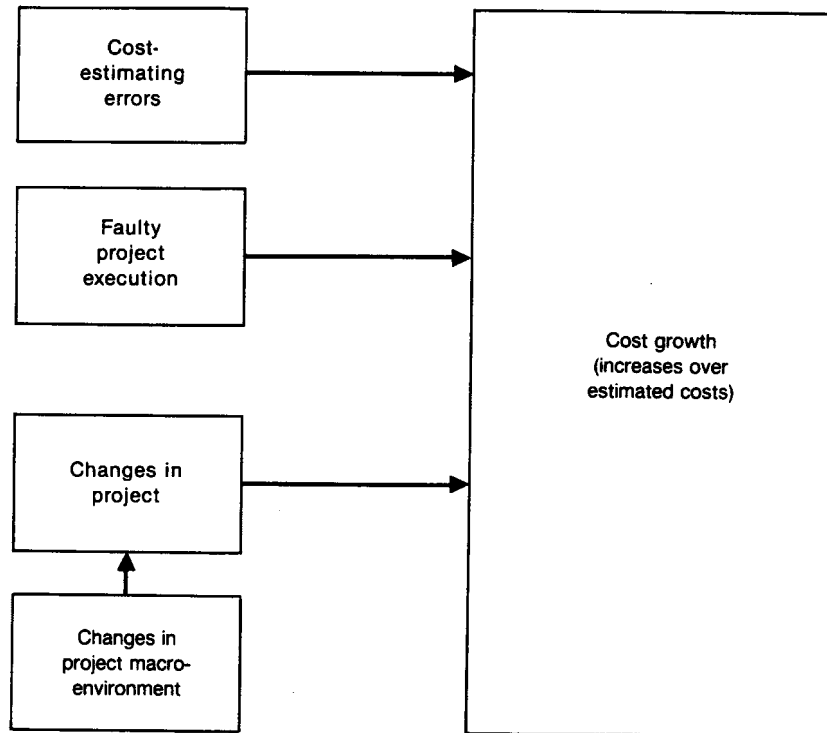 Cost-
estimating
errors
Faulty
project
execution
Cost growth
(increases over
estimated costs)
Changes in
project
Changes in
project macro-
environment